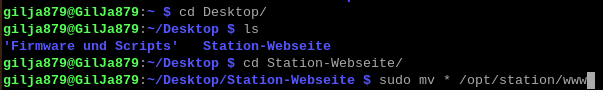 gilja879@GilJa879:~ $ cd Desktop/
gilja879@GilJa879:~/Desktop $ ls
'Firmware und Scripts'   Station-Webseite
gilja879@GilJa879:~/Desktop $ cd Station-Webseite/
gilja879@GilJa879:~/Desktop/Station-Webseite $ sudo mv * /opt/station/www